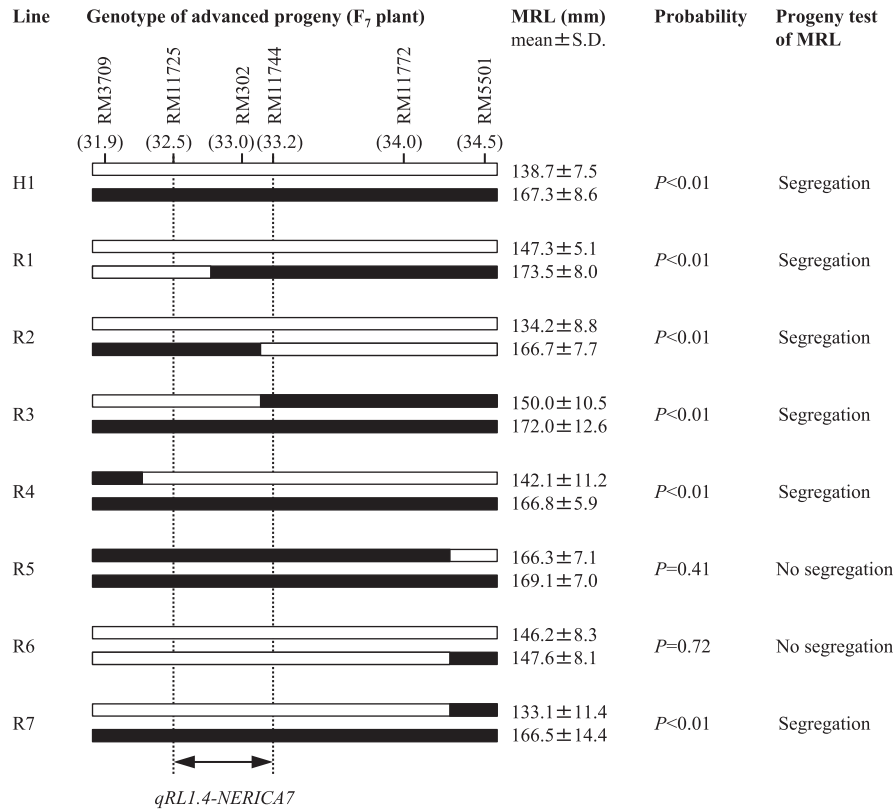 Line Genotype of advanced progeny (F7 plant) MRL (mm) Probability Progeny test
mean±S.D. of MRL
RM3709 RM11725 RM302 RM11744 RM11772 RM5501
(31.9) (32.5) (33.0) (33.2) (34.0) (34.5)
138.7±7.5
H1 P<0.01 Segregation
167.3±8.6
147.3±5.1
R1 P<0.01 Segregation
173.5±8.0
134.2±8.8
R2 P<0.01 Segregation
166.7±7.7
150.0±10.5
R3 P<0.01 Segregation
172.0±12.6
142.1±11.2
R4 P<0.01 Segregation
166.8±5.9
166.3±7.1
R5 P=0.41 No segregation
169.1±7.0
146.2±8.3
R6 P=0.72 No segregation
147.6±8.1
133.1±11.4
R7 P<0.01 Segregation
166.5±14.4
qRL1.4-NERICA7